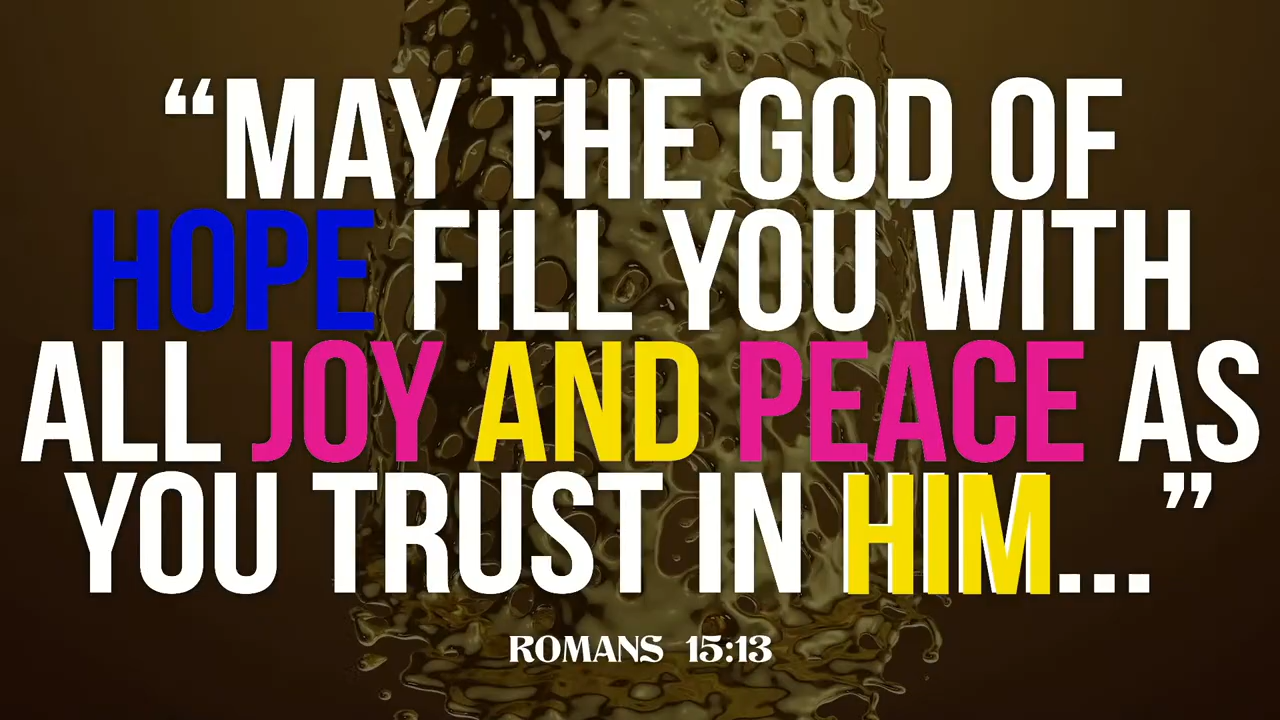 “MAY THE GOD OF
HOPE FILL YOU WITH
ALL JOY AND PEACE AS
YOU TRUST IN HIM...”
ROMANS 15:13